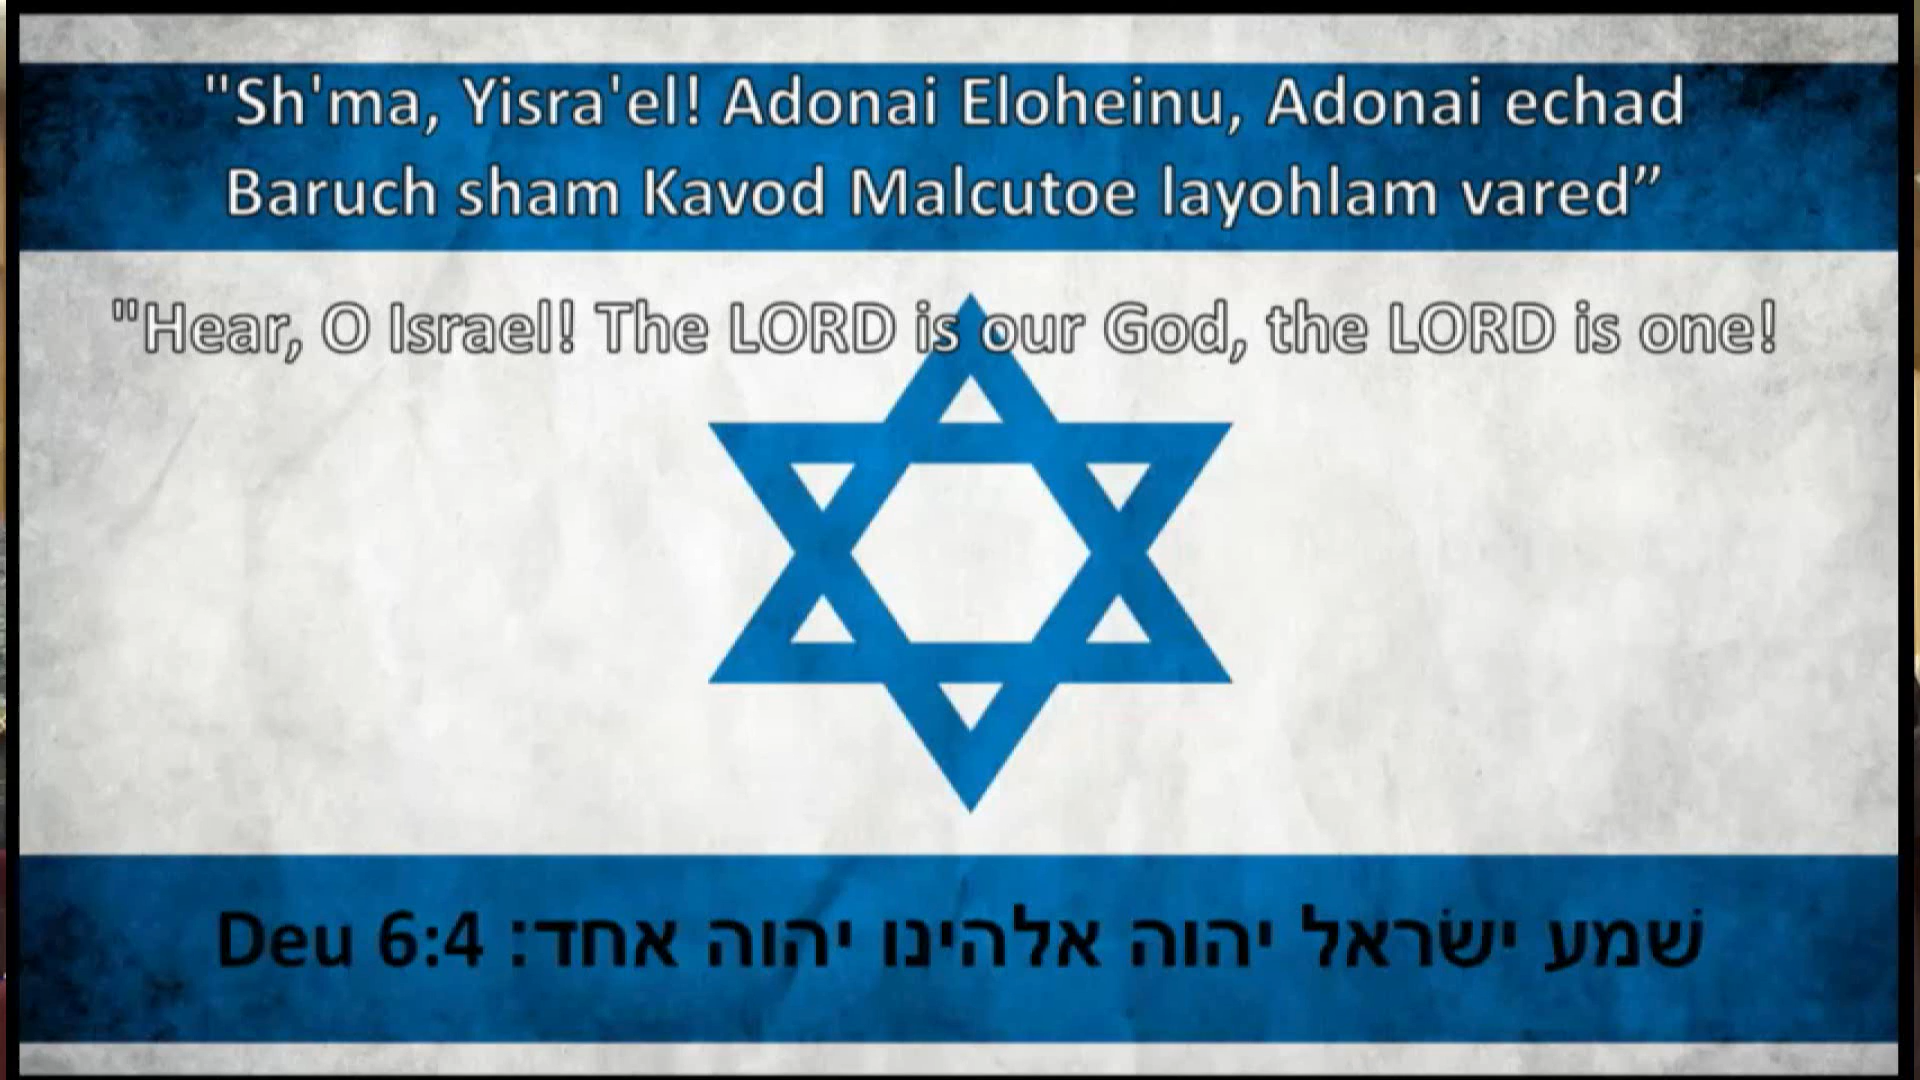 "Sh'ma, Yisra'el! Adonai Eloheinu, Adonai echad
Baruch sham Kavod Malcutoe layohlam vared”
"Hear, O Israel! The LORD is our God, the LORD is one!
Deu 6:4 שׁמע ישׂראל יהוה אלהינו יהוה אחד: